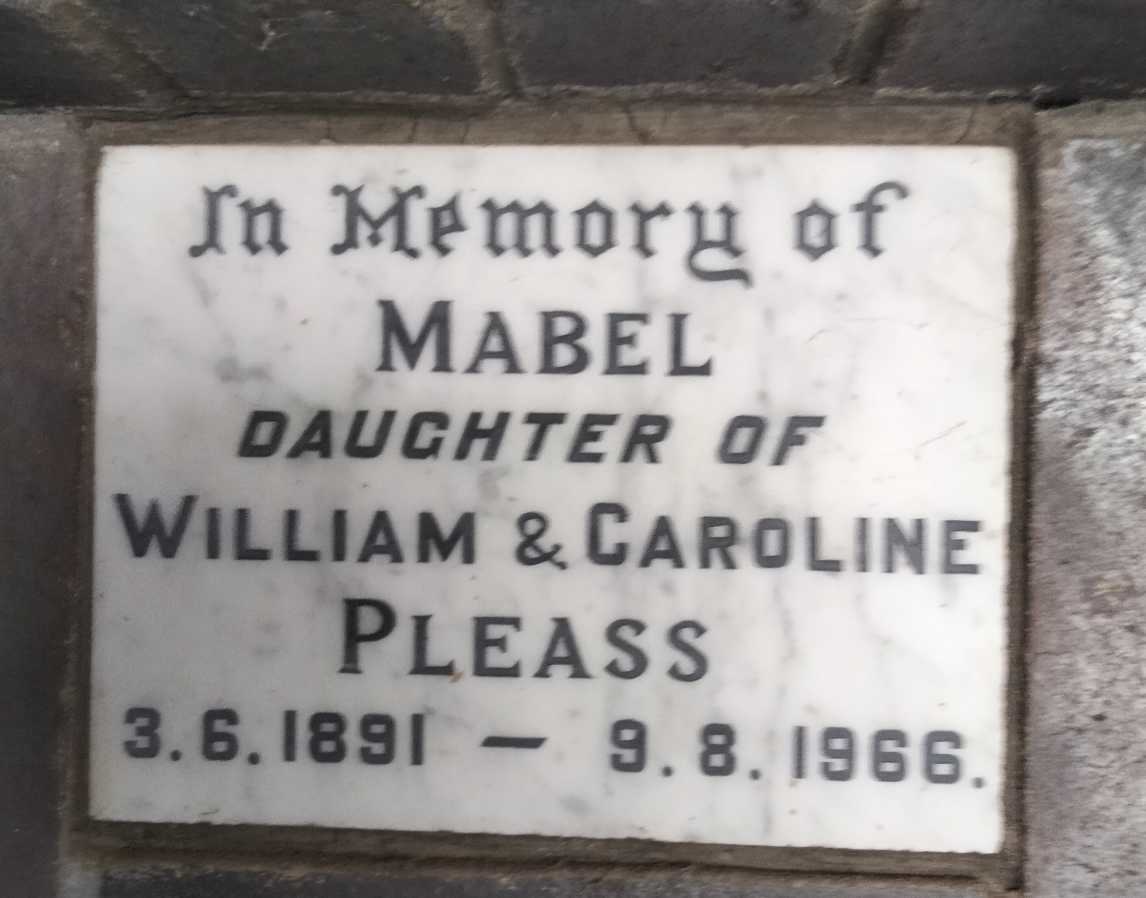 In Memory of
MABEL
DAUGHTER OF
WILLIAM & CAROLINE
PLEASS
3.6.1891 — 9.8.1966.